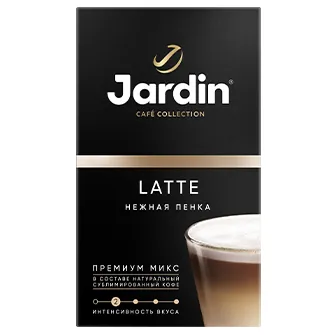 Jardin®
CAFÉ COLLECTION
LATTE
НЕЖНАЯ ПЕНКА
ПРЕМИУМ МИКС
В СОСТАВЕ НАТУРАЛЬНЫЙ
СУБЛИМИРОВАННЫЙ КОФЕ
2
ИНТЕНСИВНОСТЬ ВКУСА